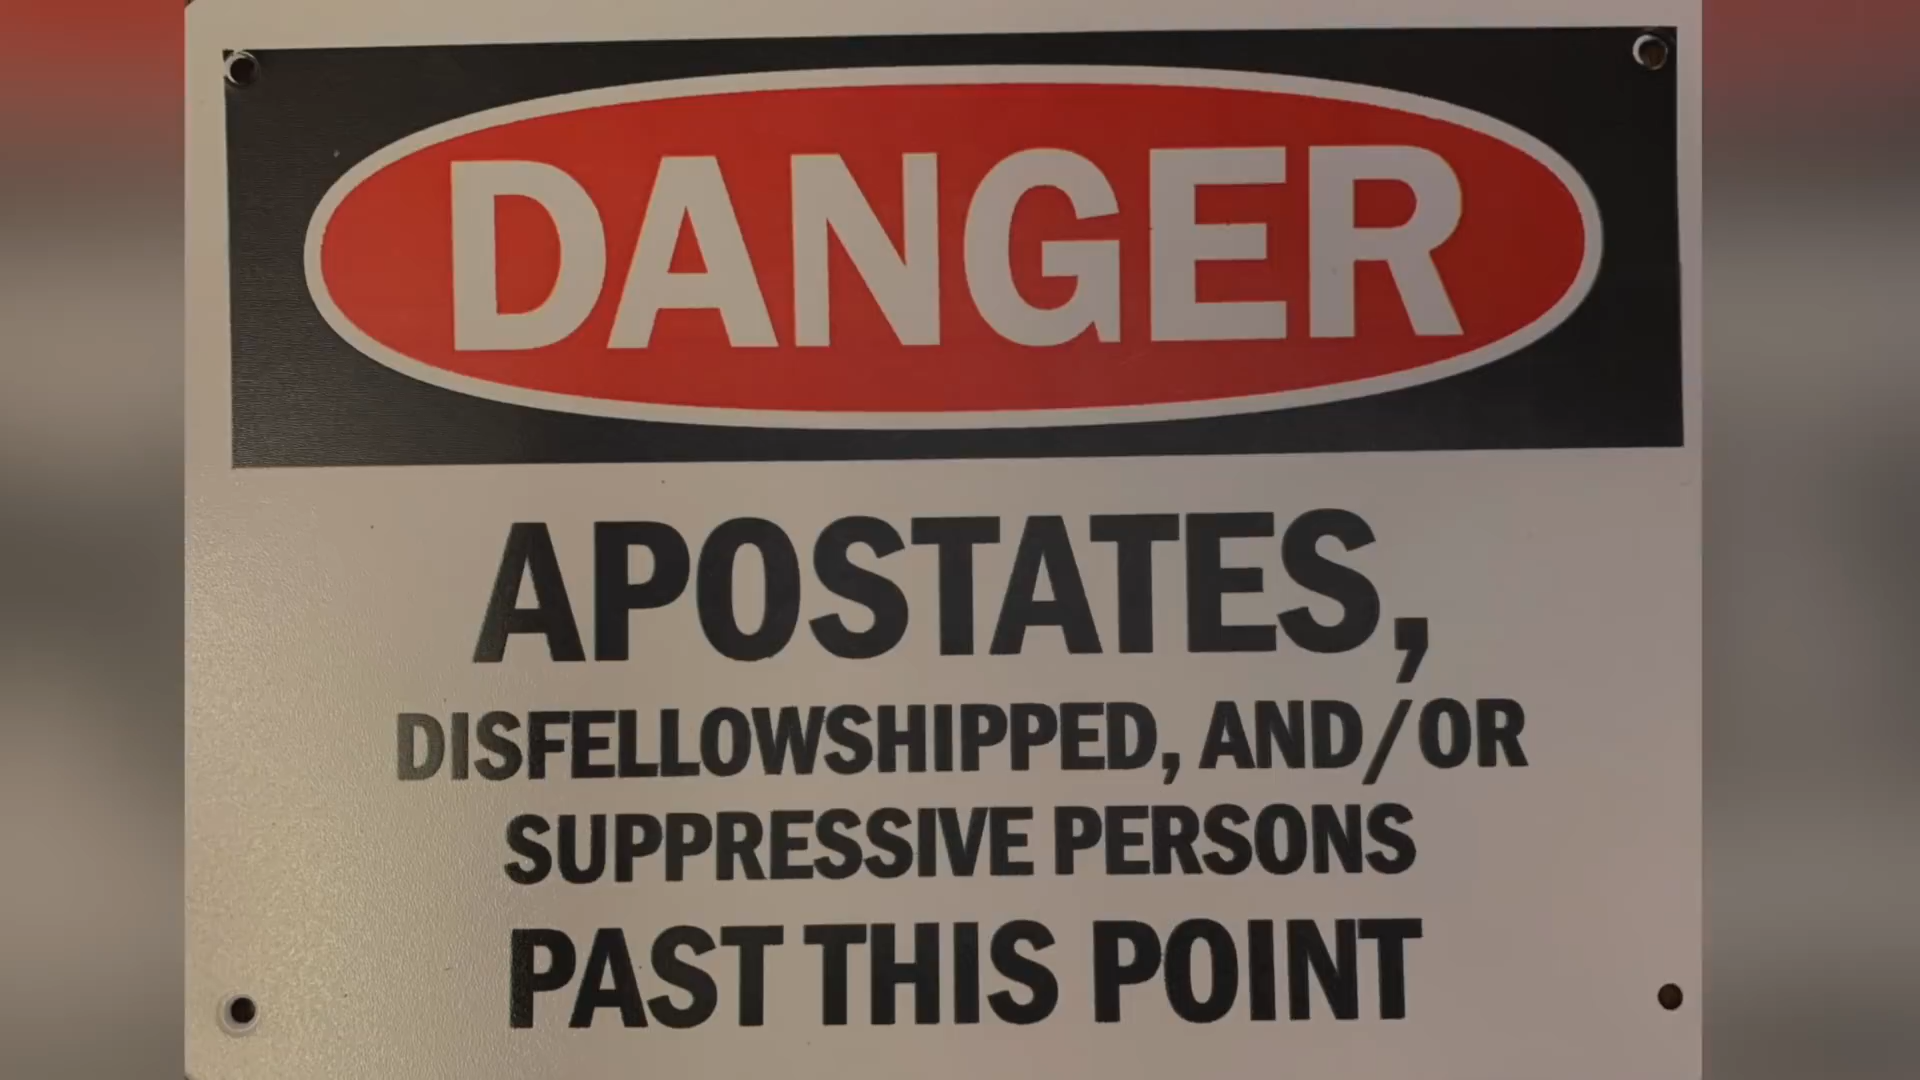 DANGER
APOSTATES,
DISFELLOWSHIPPED, AND/OR
SUPPRESSIVE PERSONS
PAST THIS POINT